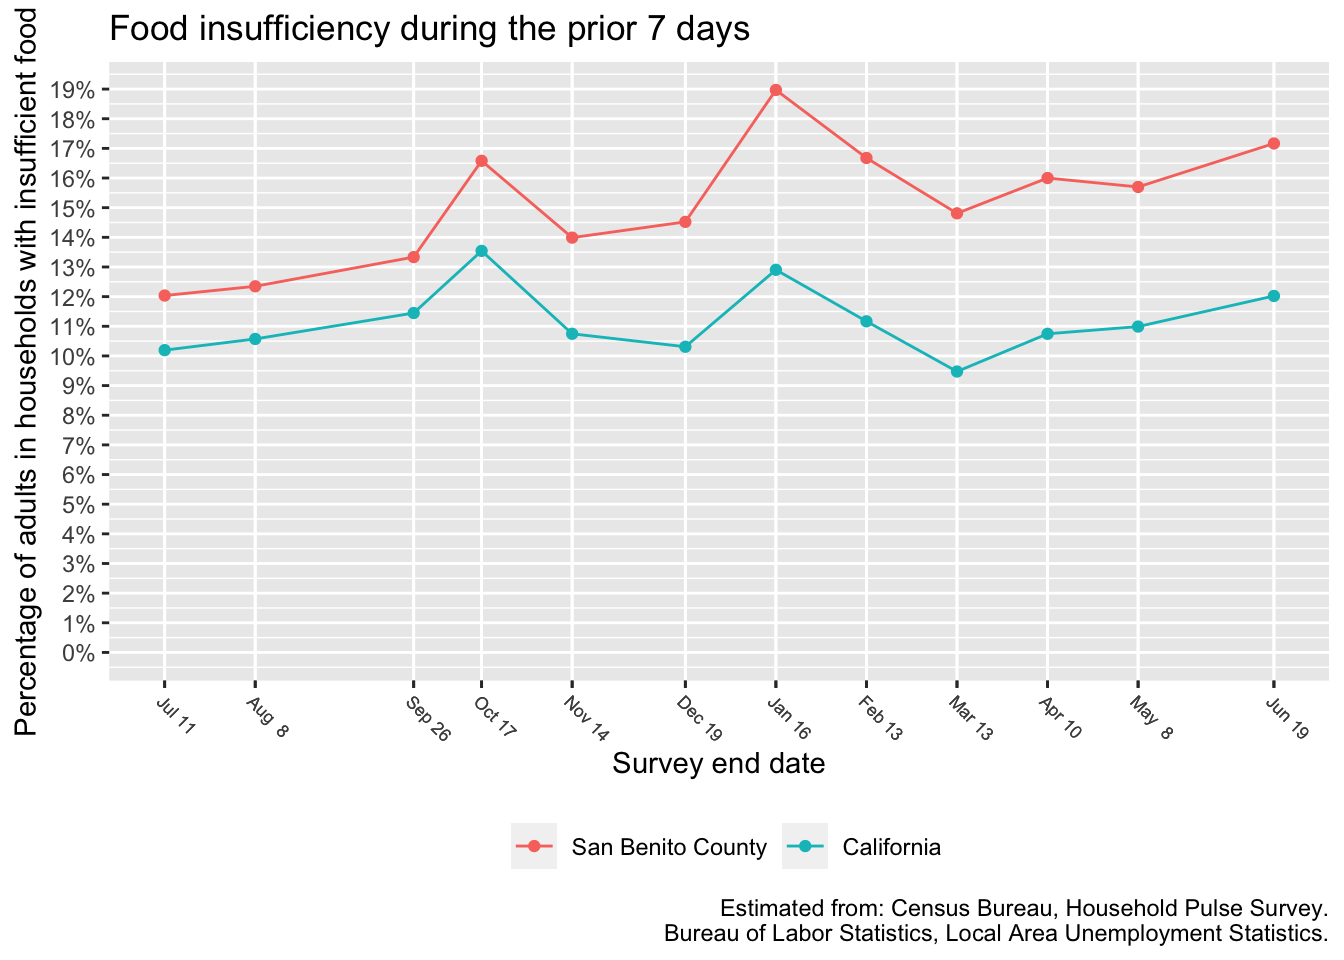 Food insufficiency during the prior 7 days
Percentage of adults in households with insufficient food
19%
18%
17%
16%
15%
14%
13%
12%
11%
10%
9%
8%
7%
6%
5%
4%
3%
2%
1%
0%
Jul 11
Aug 8
Sep 26
Oct 17
Nov 14
Dec 19
Jan 16
Feb 13
Mar 13
Apr 10
May 8
Jun 19
Survey end date
San Benito County
California
Estimated from: Census Bureau, Household Pulse Survey.
Bureau of Labor Statistics, Local Area Unemployment Statistics.